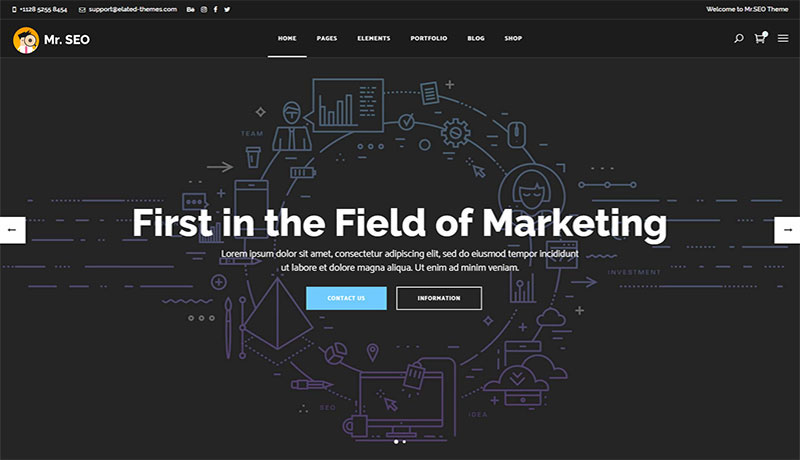 +1128 5255 8454 support@elated-themes.com Bē Welcome to Mr.SEO Theme
Mr. SEO HOME PAGES ELEMENTS PORTFOLIO BLOG SHOP
TEAM
First in the Field of Marketing
Lorem ipsum dolor sit amet, consectetur adipiscing elit, sed do eiusmod tempor incididunt
ut labore et dolore magna aliqua. Ut enim ad minim veniam.
INVESTMENT
CONTACT US INFORMATION
SEO
IDEA